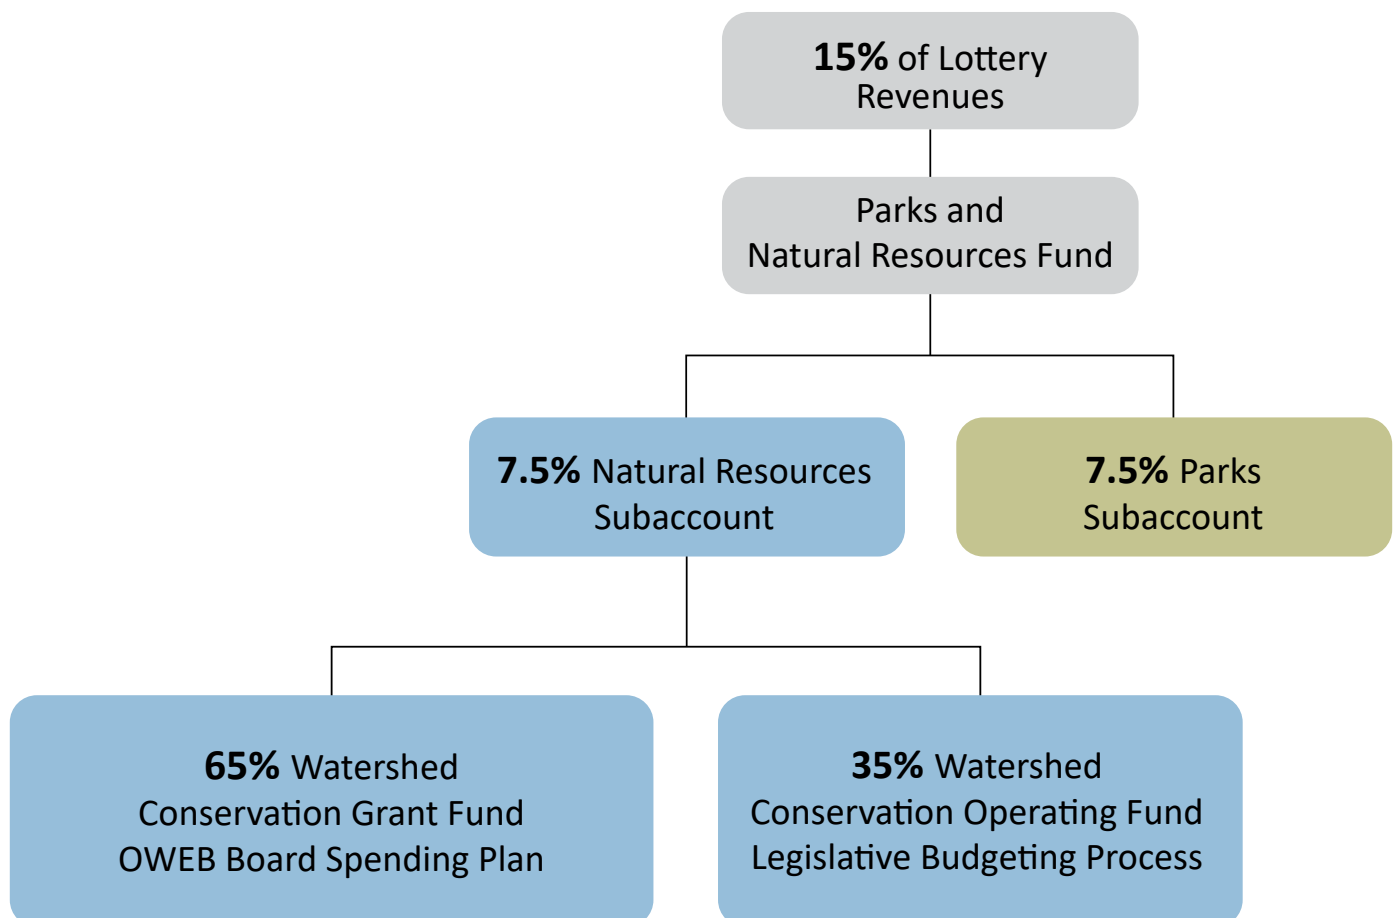 15% of Lottery
Revenues
Parks and
Natural Resources Fund
7.5% Natural Resources
Subaccount
7.5% Parks
Subaccount
65% Watershed
Conservation Grant Fund
OWEB Board Spending Plan
35% Watershed
Conservation Operating Fund
Legislative Budgeting Process